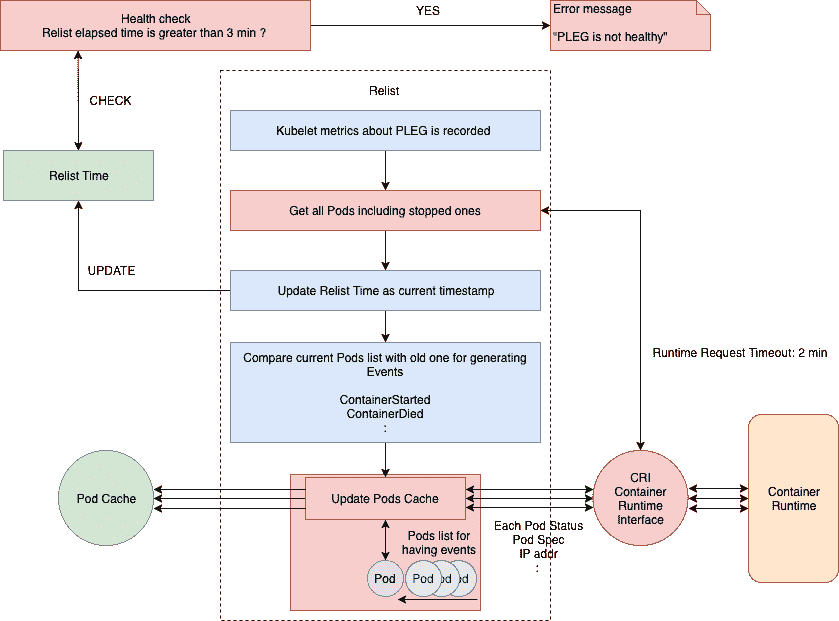 Health check
Relist elapsed time is greater than 3 min ?
YES
Error message
"PLEG is not healthy"
CHECK
Relist
Kubelet metrics about PLEG is recorded
Relist Time
Get all Pods including stopped ones
UPDATE
Update Relist Time as current timestamp
Runtime Request Timeout: 2 min
Compare current Pods list with old one for generating
Events
ContainerStarted
ContainerDied
:
Pod Cache
Update Pods Cache
CRI
Container
Runtime
Interface
Container
Runtime
Each Pod Status
Pod Spec
IP addr
:
Pods list for
having events
Pod
Pod
od
od